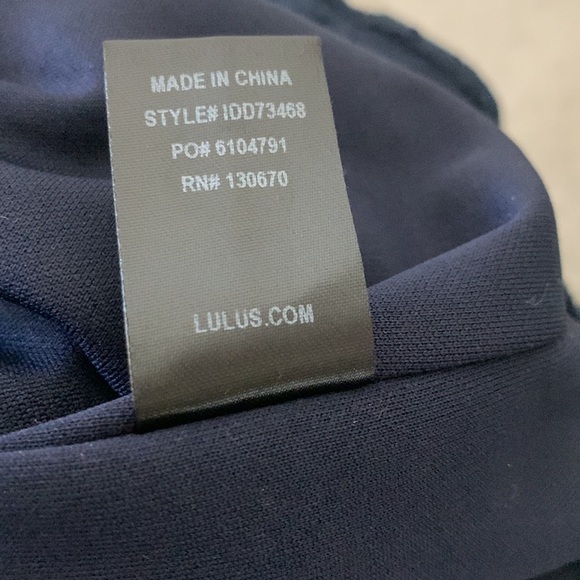 MADE IN CHINA
STYLE# IDD73468
PO# 6104791
RN# 130670
LULUS.COM